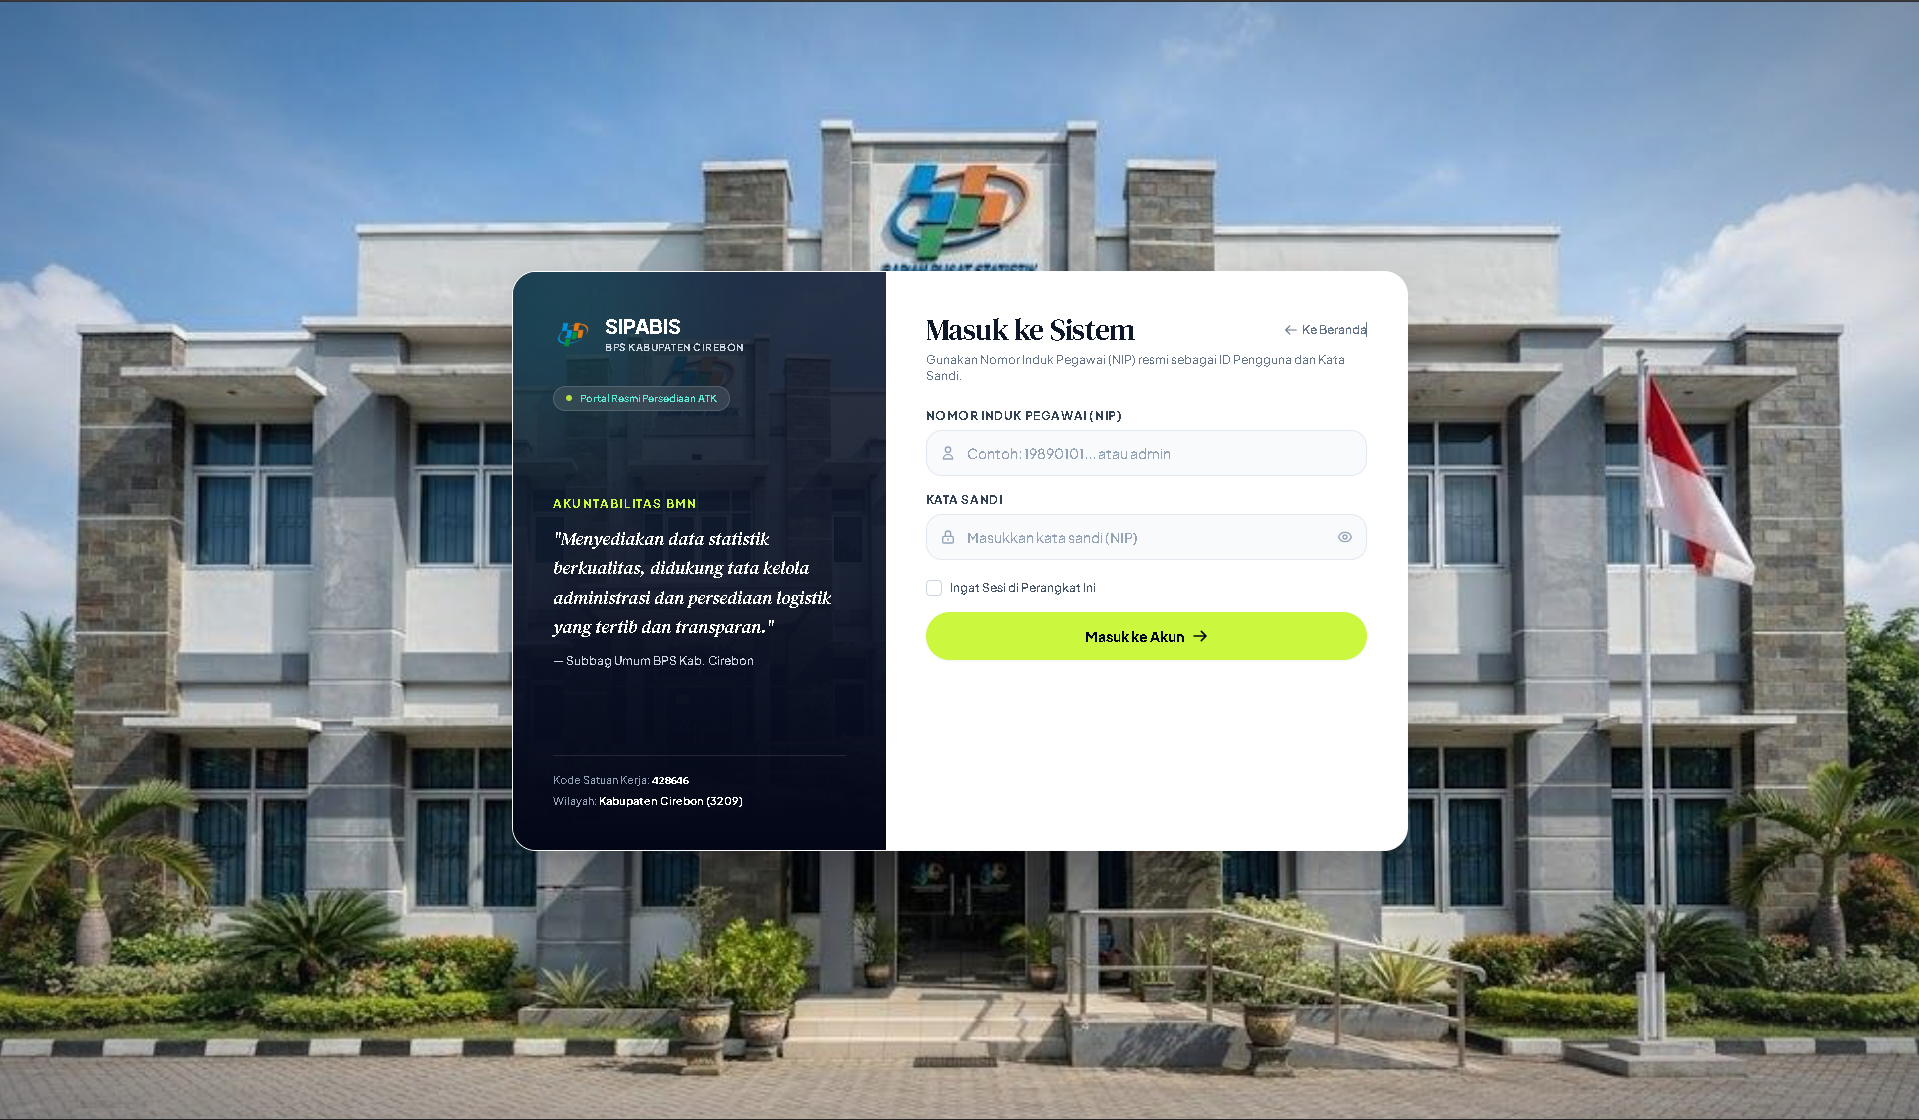 BADAN PUSAT STATISTIK
SIPABIS
BPS KABUPATEN CIREBON
Portal Resmi Persediaan ATK
AKUNTABILITAS BMN
"Menyediakan data statistik
berkualitas, didukung tata kelola
administrasi dan persediaan logistik
yang tertib dan transparan."
— Subbag Umum BPS Kab. Cirebon
Kode Satuan Kerja: 428646
Wilayah: Kabupaten Cirebon (3209)
Masuk ke Sistem
← Ke Beranda
Gunakan Nomor Induk Pegawai (NIP) resmi sebagai ID Pengguna dan Kata
Sandi.
NOMOR INDUK PEGAWAI (NIP)
Contoh: 19890101... atau admin
KATA SANDI
Masukkan kata sandi (NIP)
Ingat Sesi di Perangkat Ini
Masuk ke Akun →